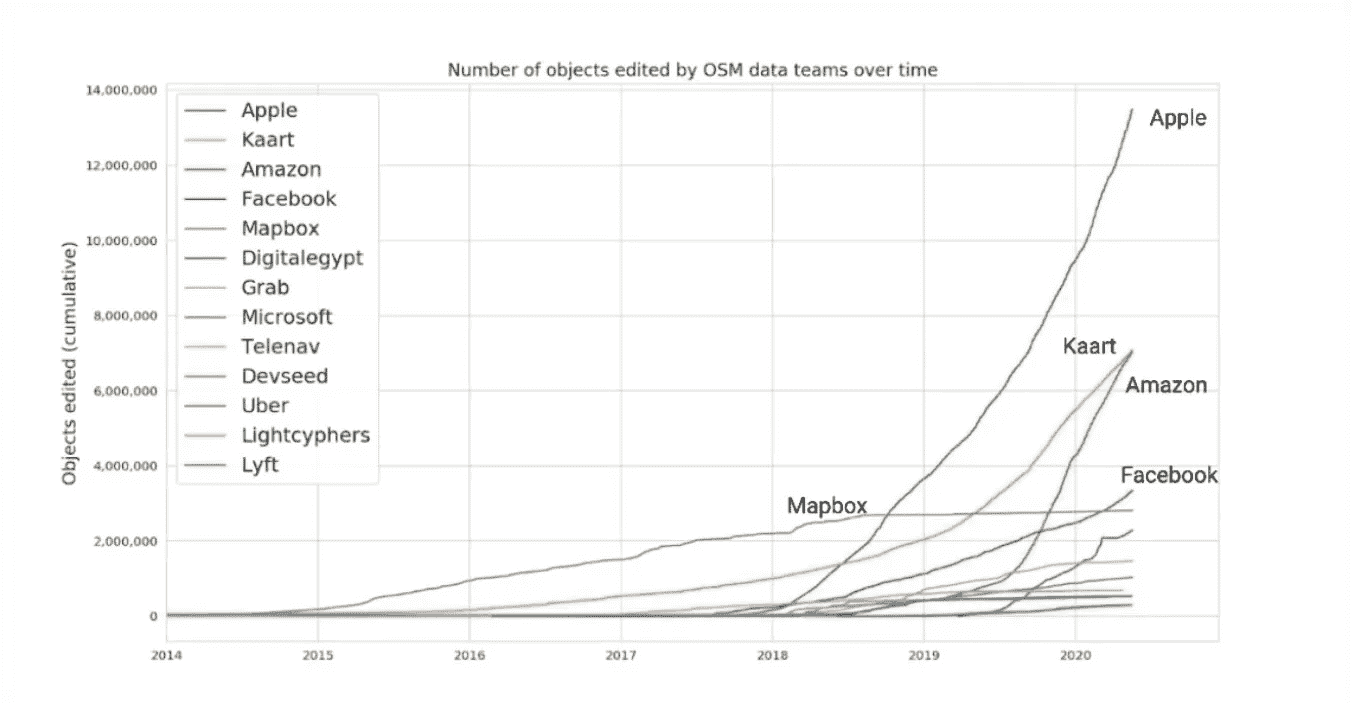 Number of objects edited by OSM data teams over time
Objects edited (cumulative)
14,000,000
12,000,000
10,000,000
8,000,000
6,000,000
4,000,000
2,000,000
0
Apple
Kaart
Amazon
Facebook
Mapbox
Digitalegypt
Grab
Microsoft
Telenav
Devseed
Uber
Lightcyphers
Lyft
Apple
Kaart
Amazon
Facebook
Mapbox
2014 2015 2016 2017 2018 2019 2020